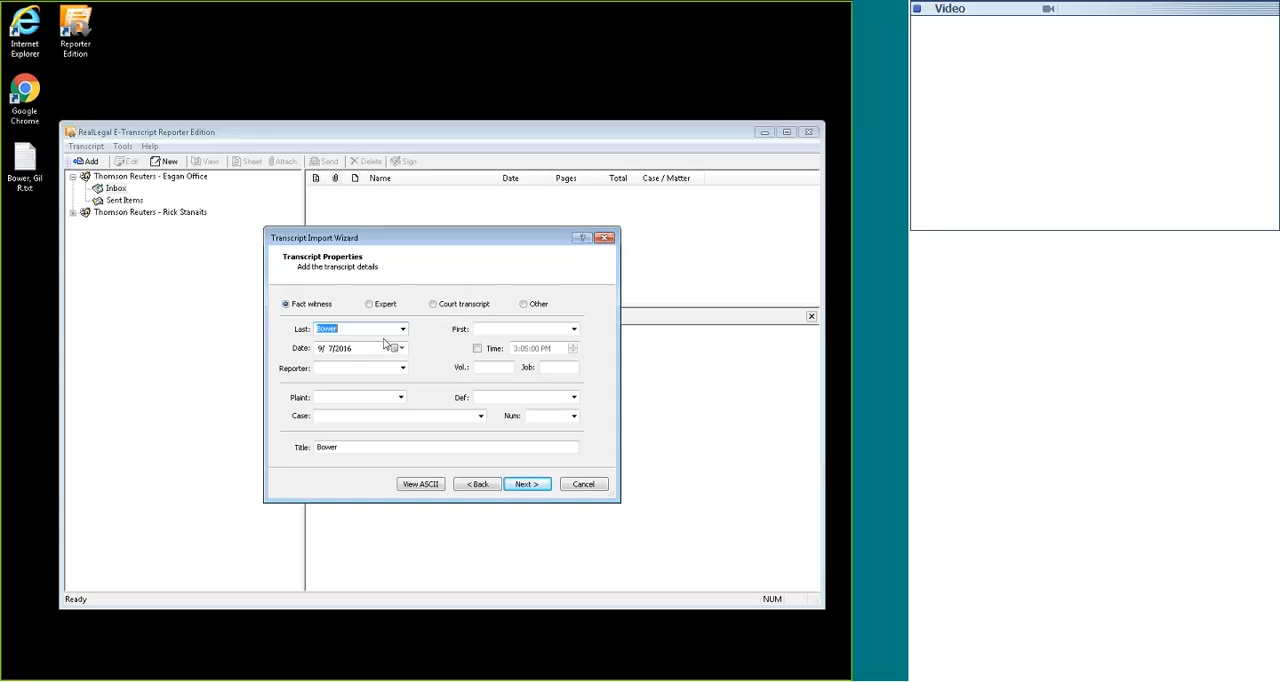 Video
Internet
Explorer
Reporter
Edition
Google
Chrome
Bower, Gil
R.txt
RealLegal E-Transcript Reporter Edition
Transcript Tools Help
Add Edit New View Sheet Attach Send Delete Sign
Thomson Reuters - Eagan Office
Inbox
Sent Items
Thomson Reuters - Rick Stanaits
Name Date Pages Total Case / Matter
Transcript Import Wizard
Transcript Properties
Add the transcript details
Fact witness Expert Court transcript Other
Last: Bower First:
Date: 9/ 7/2016 Time: 3:05:00 PM
Reporter: Vol.: Job:
Plaint: Def:
Case: Num:
Title: Bower
View ASCII < Back Next > Cancel
Ready NUM